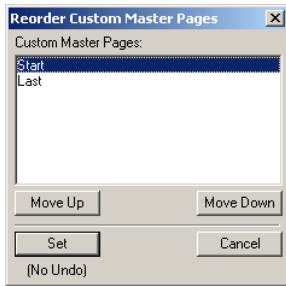 Reorder Custom Master Pages
Custom Master Pages:
Start
Last
Move Up
Move Down
Set
Cancel
(No Undo)